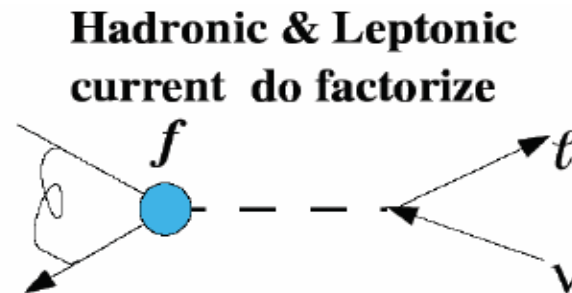 Hadronic & Leptonic
current do factorize
f
ℓ
ν